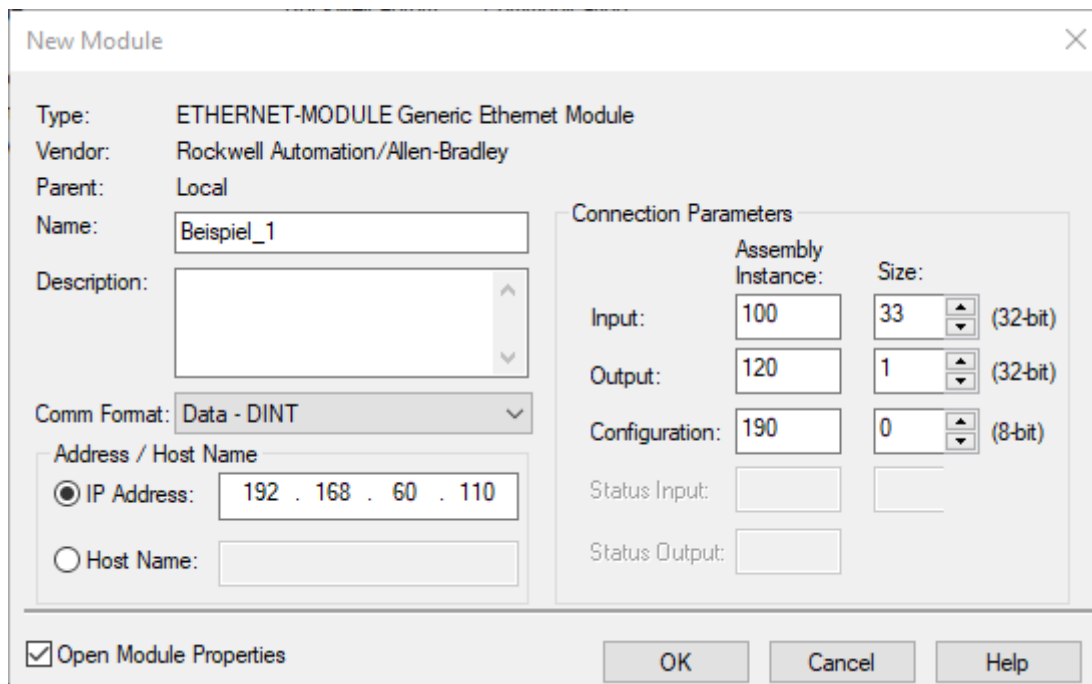 New Module
Type: ETHERNET-MODULE Generic Ethernet Module
Vendor: Rockwell Automation/Allen-Bradley
Parent: Local
Name: Beispiel_1
Description:
Comm Format: Data - DINT
Address / Host Name
IP Address: 192 . 168 . 60 . 110
Host Name:
Connection Parameters
Assembly
Instance: Size:
Input: 100 33 (32-bit)
Output: 120 1 (32-bit)
Configuration: 190 0 (8-bit)
Status Input:
Status Output:
Open Module Properties
OK Cancel Help